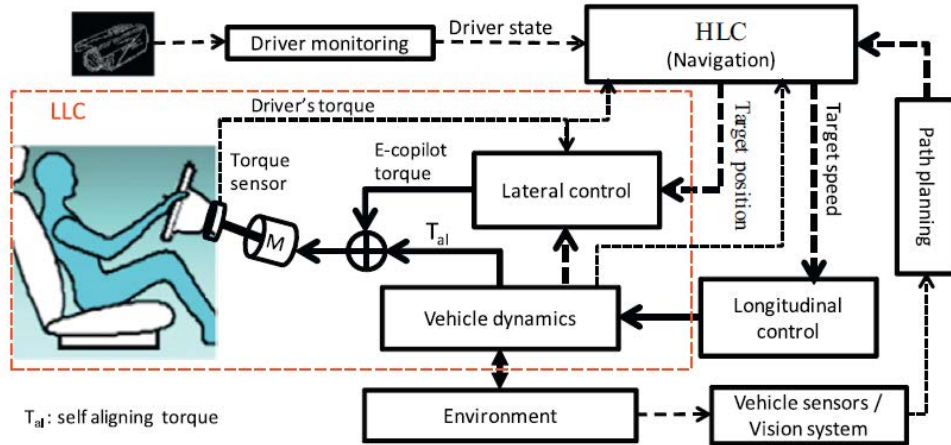 Driver monitoring
Driver state
HLC
(Navigation)
LLC
Driver's torque
Torque
sensor
E-copilot
torque
Lateral control
Target position
Target speed
Path planning
M
Tal
Vehicle dynamics
Longitudinal
control
Environment
Vehicle sensors /
Vision system
Tal : self aligning torque